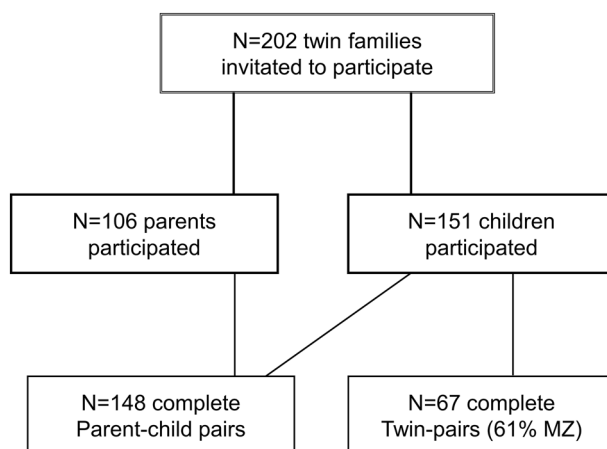 N=202 twin families
invitated to participate
N=106 parents
participated
N=151 children
participated
N=148 complete
Parent-child pairs
N=67 complete
Twin-pairs (61% MZ)